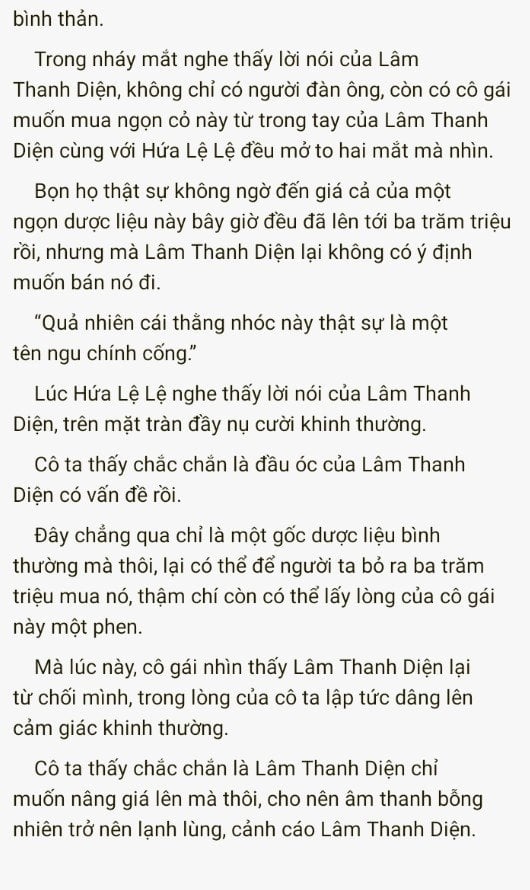 bình thản.
Trong nháy mắt nghe thấy lời nói của Lâm
Thanh Diện, không chỉ có người đàn ông, còn có cô gái
muốn mua ngọn cỏ này từ trong tay của Lâm Thanh
Diện cùng với Hứa Lệ Lệ đều mở to hai mắt mà nhìn.
Bọn họ thật sự không ngờ đến giá cả của một
ngọn dược liệu này bây giờ đều đã lên tới ba trăm triệu
rồi, nhưng mà Lâm Thanh Diện lại không có ý định
muốn bán nó đi.
“Quả nhiên cái thằng nhóc này thật sự là một
tên ngu chính cống.”
Lúc Hứa Lệ Lệ nghe thấy lời nói của Lâm Thanh
Diện, trên mặt tràn đầy nụ cười khinh thường.
Cô ta thấy chắc chắn là đầu óc của Lâm Thanh
Diện có vấn đề rồi.
Đây chẳng qua chỉ là một gốc dược liệu bình
thường mà thôi, lại có thể để người ta bỏ ra ba trăm
triệu mua nó, thậm chí còn có thể lấy lòng của cô gái
này một phen.
Mà lúc này, cô gái nhìn thấy Lâm Thanh Diện lại
từ chối mình, trong lòng của cô ta lập tức dâng lên
cảm giác khinh thường.
Cô ta thấy chắc chắn là Lâm Thanh Diện chỉ
muốn nâng giá lên mà thôi, cho nên âm thanh bỗng
nhiên trở nên lạnh lùng, cảnh cáo Lâm Thanh Diện.